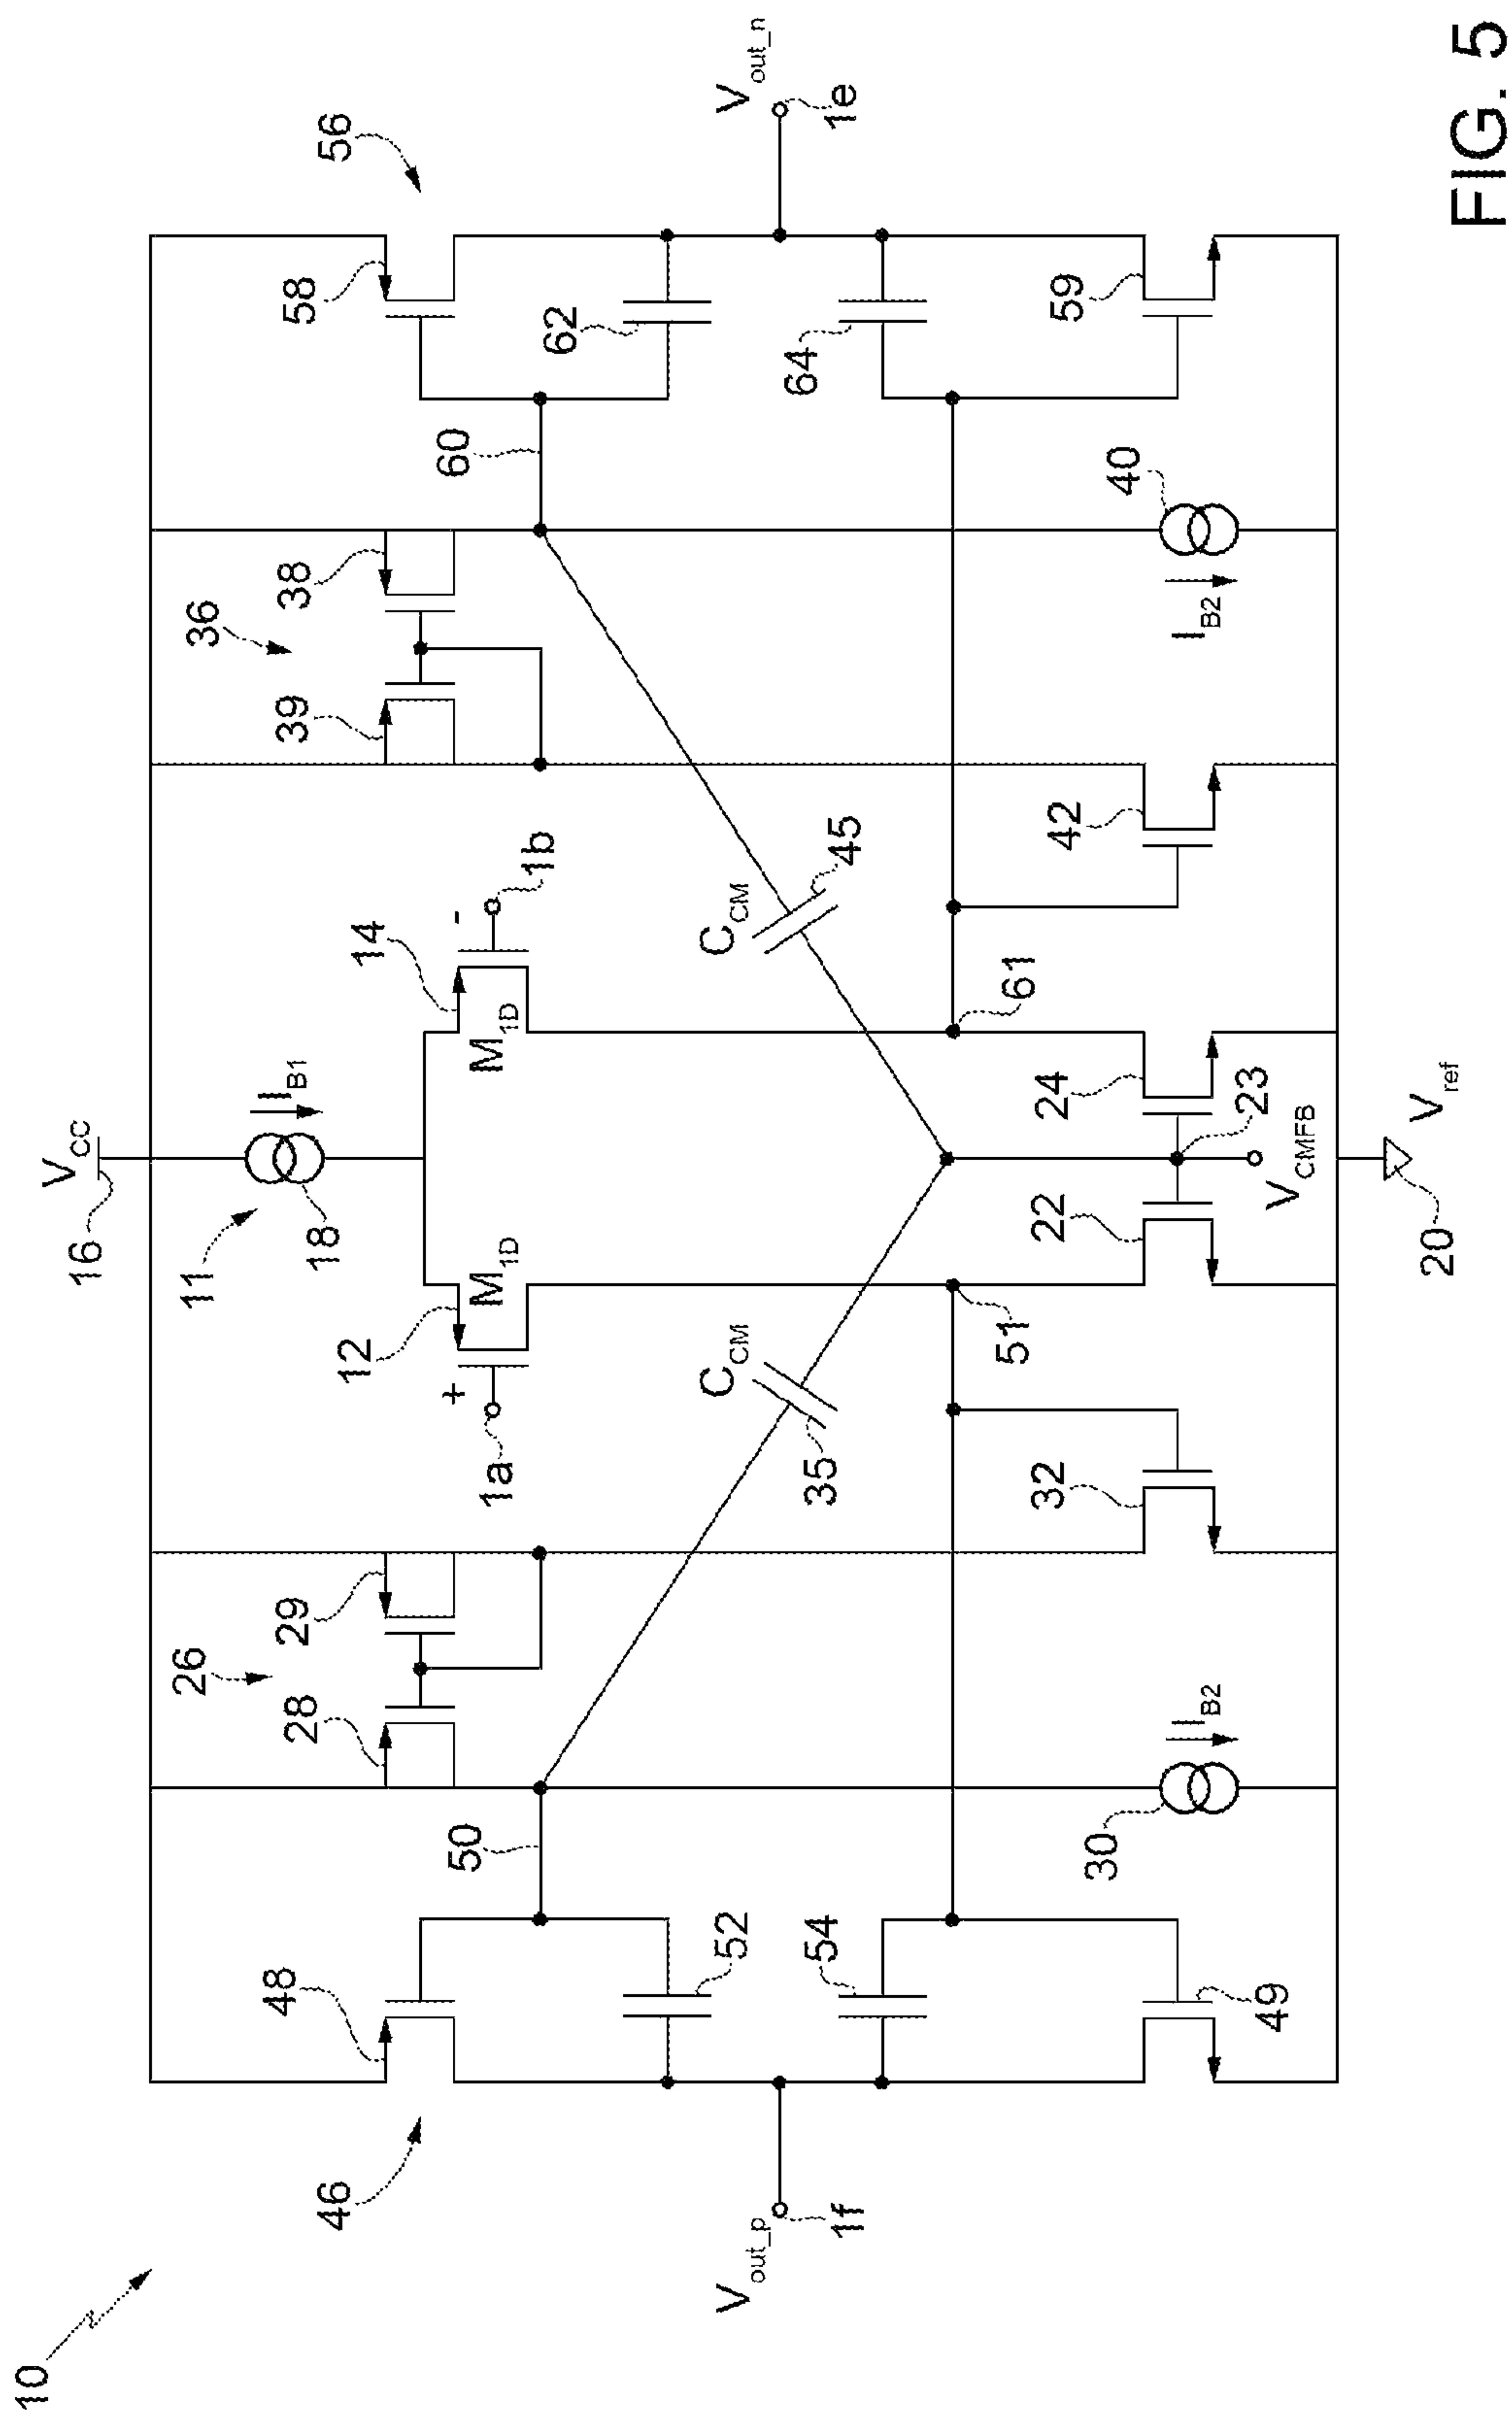 10
V_CC
16
11
18
I_B1
46
56
48
28
26
29
12
14
39
36
38
58
M_1D
M_1D
+
-
1a
1b
50
60
52
62
V_out_p
1f
C_CM
C_CM
V_out_n
1e
35
45
54
64
51
61
30
I_B2
49
32
22
24
42
40
I_B2
59
23
V_CMFB
20
V_ref
FIG. 5